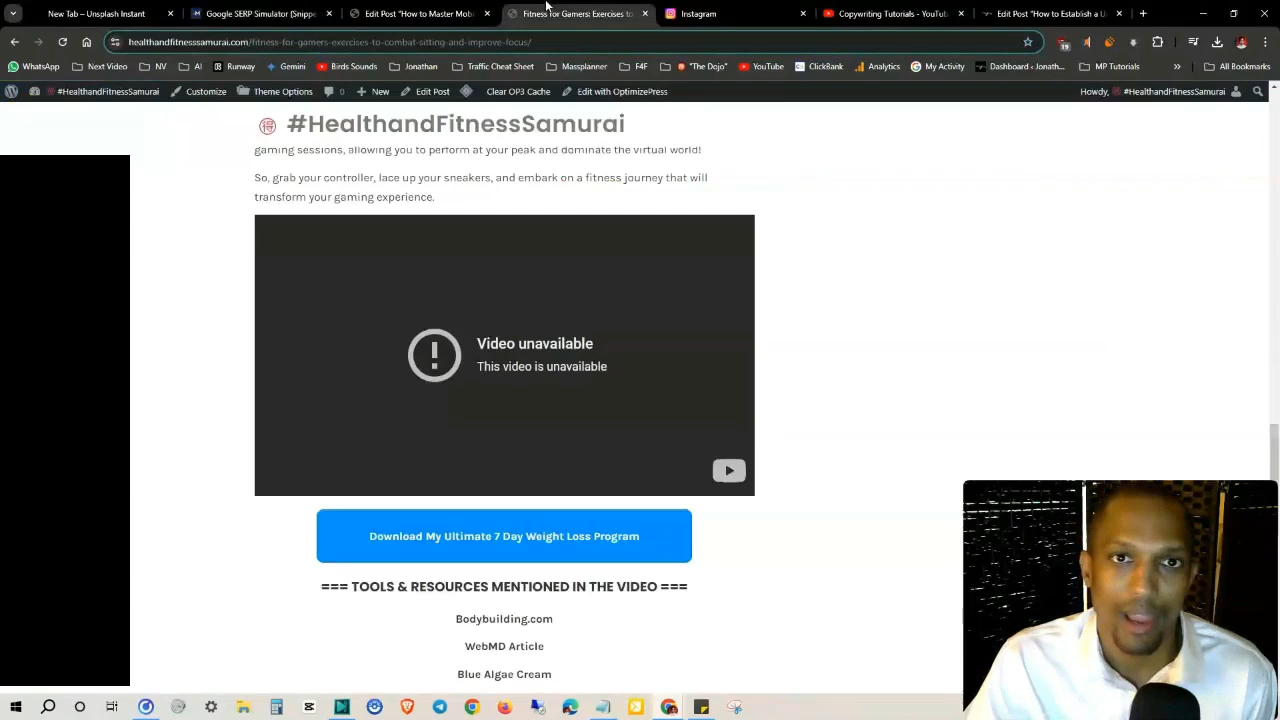 New Tab – Unsplash Instant
Google SERP Simulator (Snippe
Edit Post "How to Master Mobi
Fitness for Gamers: Exercises to
Instagram
Copywriting Tutorials - YouTub
Edit Post "How to Establish a U
healthandfitnesssamurai.com/fitness-for-gamers-exercises-to-combat-sitting-and-improve-focus/
19
WhatsApp
Next Video
NV
AI
Runway
Gemini
Birds Sounds
Jonathan
Traffic Cheat Sheet
Massplanner
F4F
"The Dojo"
YouTube
ClickBank
Analytics
My Activity
Dashboard ‹ Jonath...
MP Tutorials
»
All Bookmarks
#HealthandFitnessSamurai
Customize
Theme Options
0
New
Edit Post
Clear OP3 Cache
Edit with OptimizePress
Howdy, #HealthandFitnessSamurai
得 #HealthandFitnessSamurai
gaming sessions, allowing you to perform at your peak and dominate the virtual world!
So, grab your controller, lace up your sneakers, and embark on a fitness journey that will
transform your gaming experience.
Video unavailable
This video is unavailable
Download My Ultimate 7 Day Weight Loss Program
=== TOOLS & RESOURCES MENTIONED IN THE VIDEO ===
Bodybuilding.com
WebMD Article
Blue Algae Cream